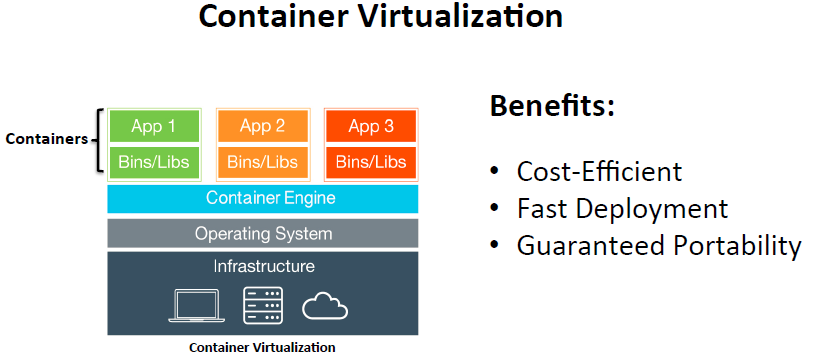 Container Virtualization
Containers
App 1
App 2
App 3
Bins/Libs
Bins/Libs
Bins/Libs
Container Engine
Operating System
Infrastructure
Container Virtualization
Benefits:
• Cost-Efficient
• Fast Deployment
• Guaranteed Portability